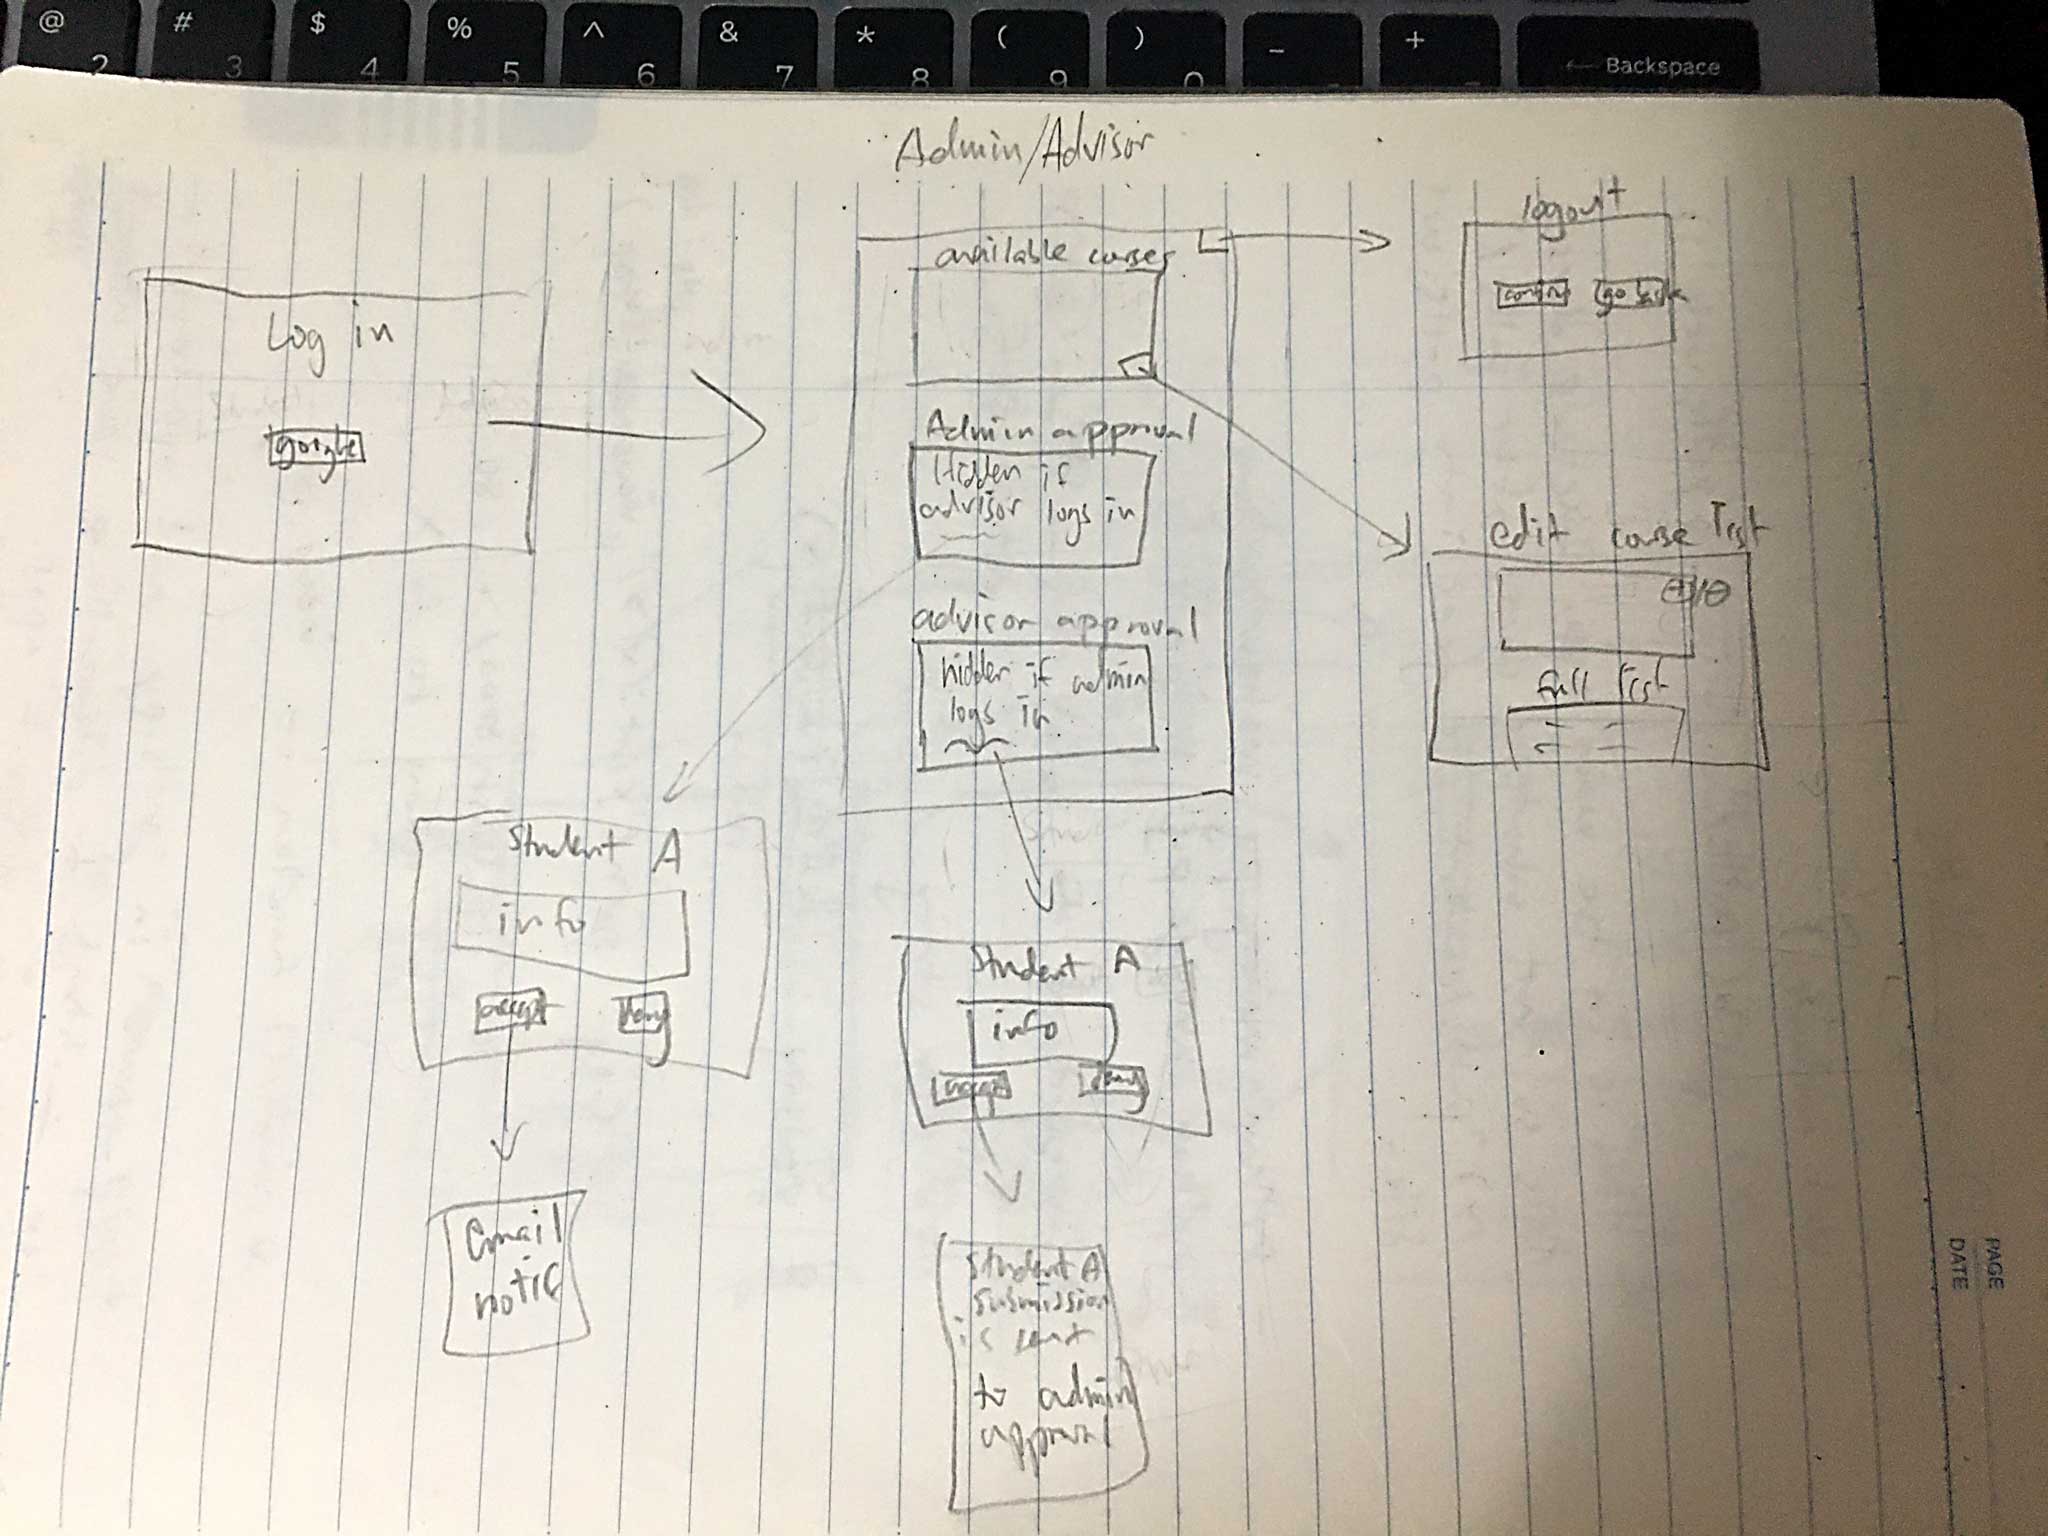 @ 2
# 3
$ 4
% 5
^ 6
& 7
* 8
( 9
) 0
-
+
← Backspace
Admin/Advisor
Log in
google
available courses
Admin approval
Hidden if
advisor logs in
advisor approval
hidden if admin
logs in
logout
confirm go back
edit course list
+/-
full list
Student A
info
accept deny
Email
notif
Student A
info
accept deny
Student A
submission
is sent
to admin
approval
PAGE
DATE